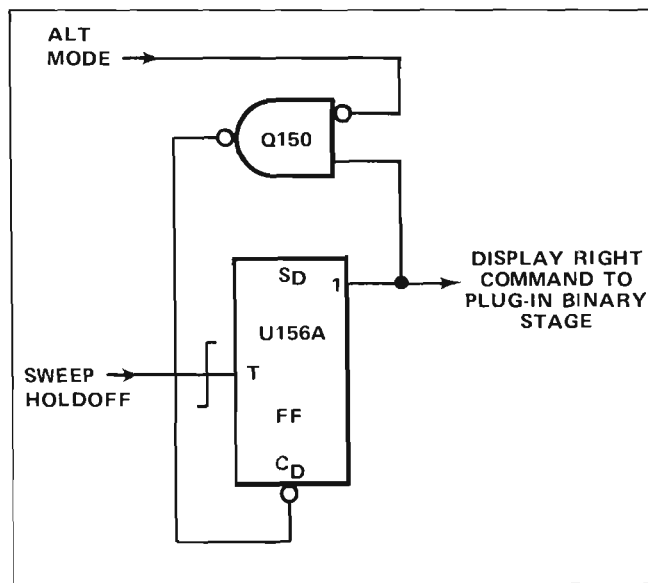 ALT
MODE
Q150
SD
1
DISPLAY RIGHT
COMMAND TO
PLUG-IN BINARY
STAGE
U156A
SWEEP
HOLDOFF
T
FF
CD